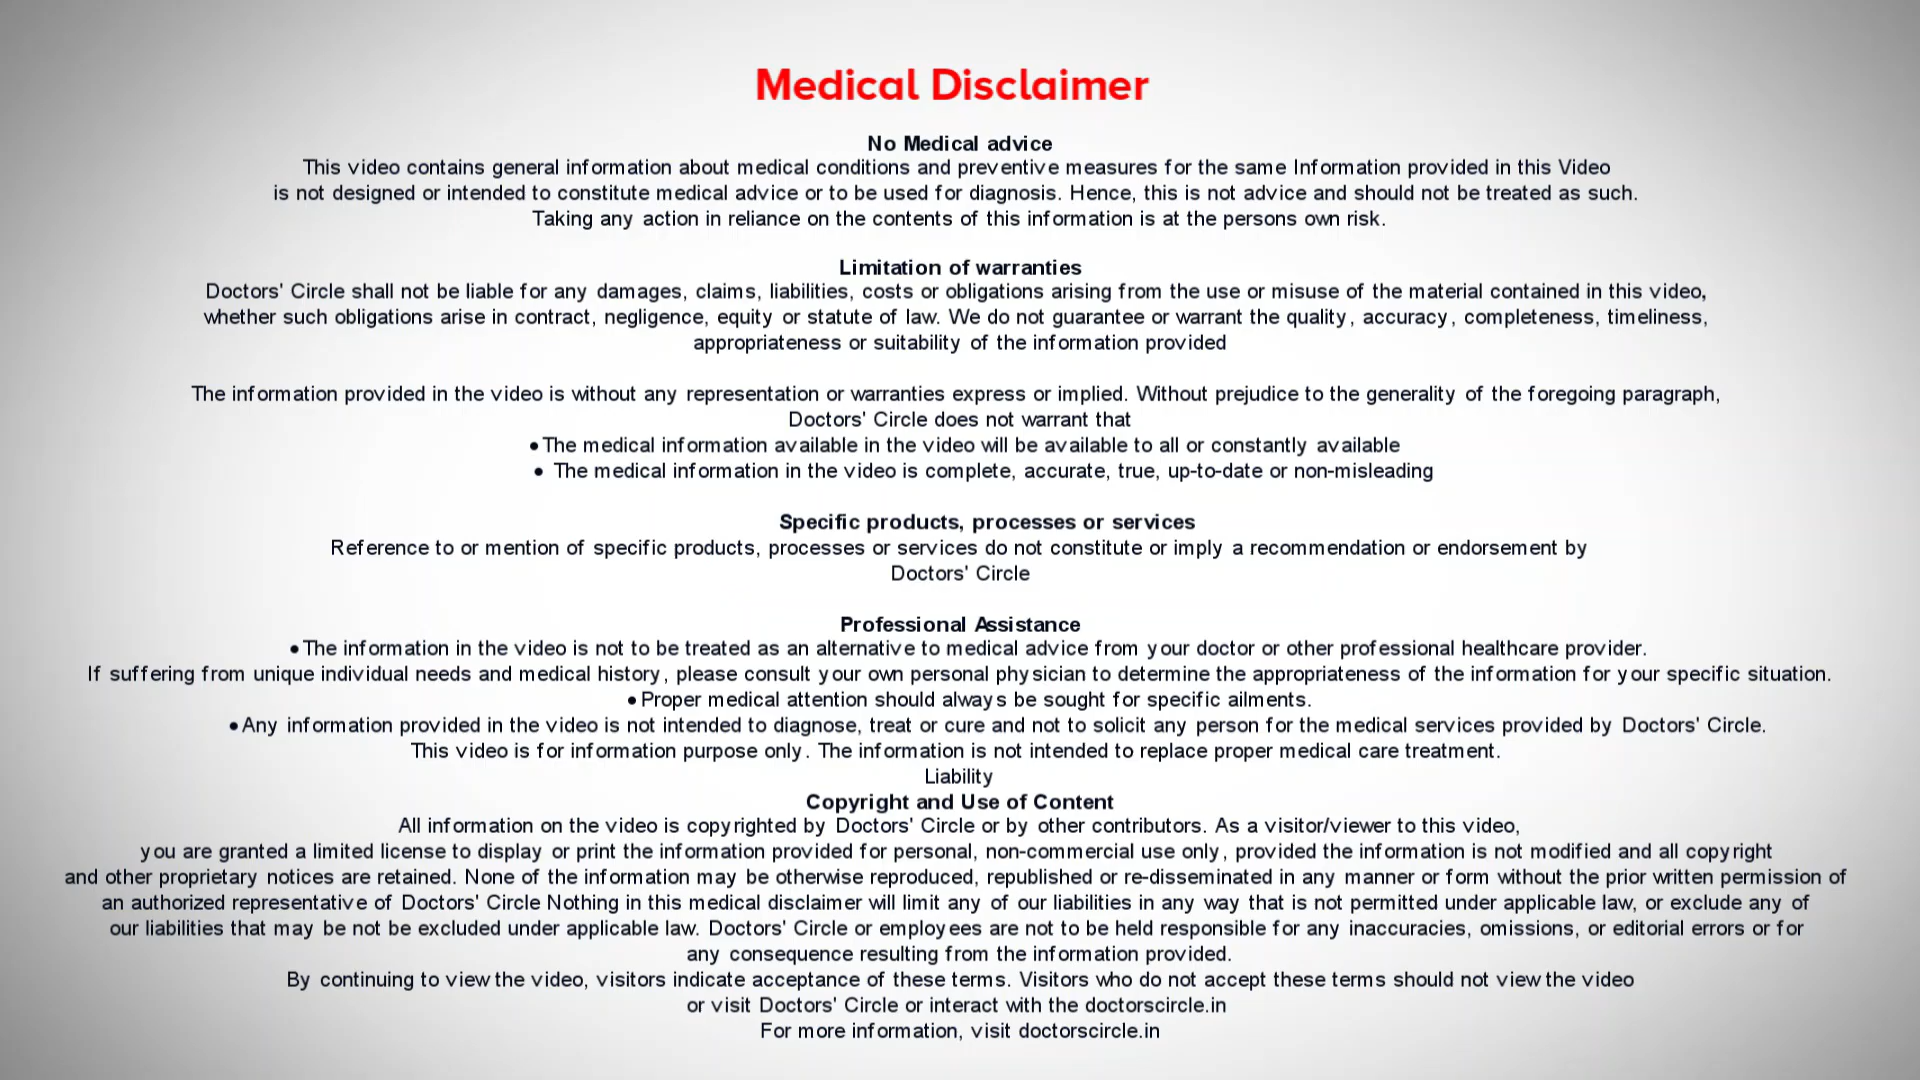 Medical Disclaimer
No Medical advice
This video contains general information about medical conditions and preventive measures for the same Information provided in this Video
is not designed or intended to constitute medical advice or to be used for diagnosis. Hence, this is not advice and should not be treated as such.
Taking any action in reliance on the contents of this information is at the persons own risk.
Limitation of warranties
Doctors' Circle shall not be liable for any damages, claims, liabilities, costs or obligations arising from the use or misuse of the material contained in this video,
whether such obligations arise in contract, negligence, equity or statute of law. We do not guarantee or warrant the quality, accuracy, completeness, timeliness,
appropriateness or suitability of the information provided
The information provided in the video is without any representation or warranties express or implied. Without prejudice to the generality of the foregoing paragraph,
Doctors' Circle does not warrant that
•The medical information available in the video will be available to all or constantly available
• The medical information in the video is complete, accurate, true, up-to-date or non-misleading
Specific products, processes or services
Reference to or mention of specific products, processes or services do not constitute or imply a recommendation or endorsement by
Doctors' Circle
Professional Assistance
•The information in the video is not to be treated as an alternative to medical advice from your doctor or other professional healthcare provider.
If suffering from unique individual needs and medical history, please consult your own personal physician to determine the appropriateness of the information for your specific situation.
•Proper medical attention should always be sought for specific ailments.
•Any information provided in the video is not intended to diagnose, treat or cure and not to solicit any person for the medical services provided by Doctors' Circle.
This video is for information purpose only. The information is not intended to replace proper medical care treatment.
Liability
Copyright and Use of Content
All information on the video is copyrighted by Doctors' Circle or by other contributors. As a visitor/viewer to this video,
you are granted a limited license to display or print the information provided for personal, non-commercial use only, provided the information is not modified and all copyright
and other proprietary notices are retained. None of the information may be otherwise reproduced, republished or re-disseminated in any manner or form without the prior written permission of
an authorized representative of Doctors' Circle Nothing in this medical disclaimer will limit any of our liabilities in any way that is not permitted under applicable law, or exclude any of
our liabilities that may be not be excluded under applicable law. Doctors' Circle or employees are not to be held responsible for any inaccuracies, omissions, or editorial errors or for
any consequence resulting from the information provided.
By continuing to view the video, visitors indicate acceptance of these terms. Visitors who do not accept these terms should not view the video
or visit Doctors' Circle or interact with the doctorscircle.in
For more information, visit doctorscircle.in